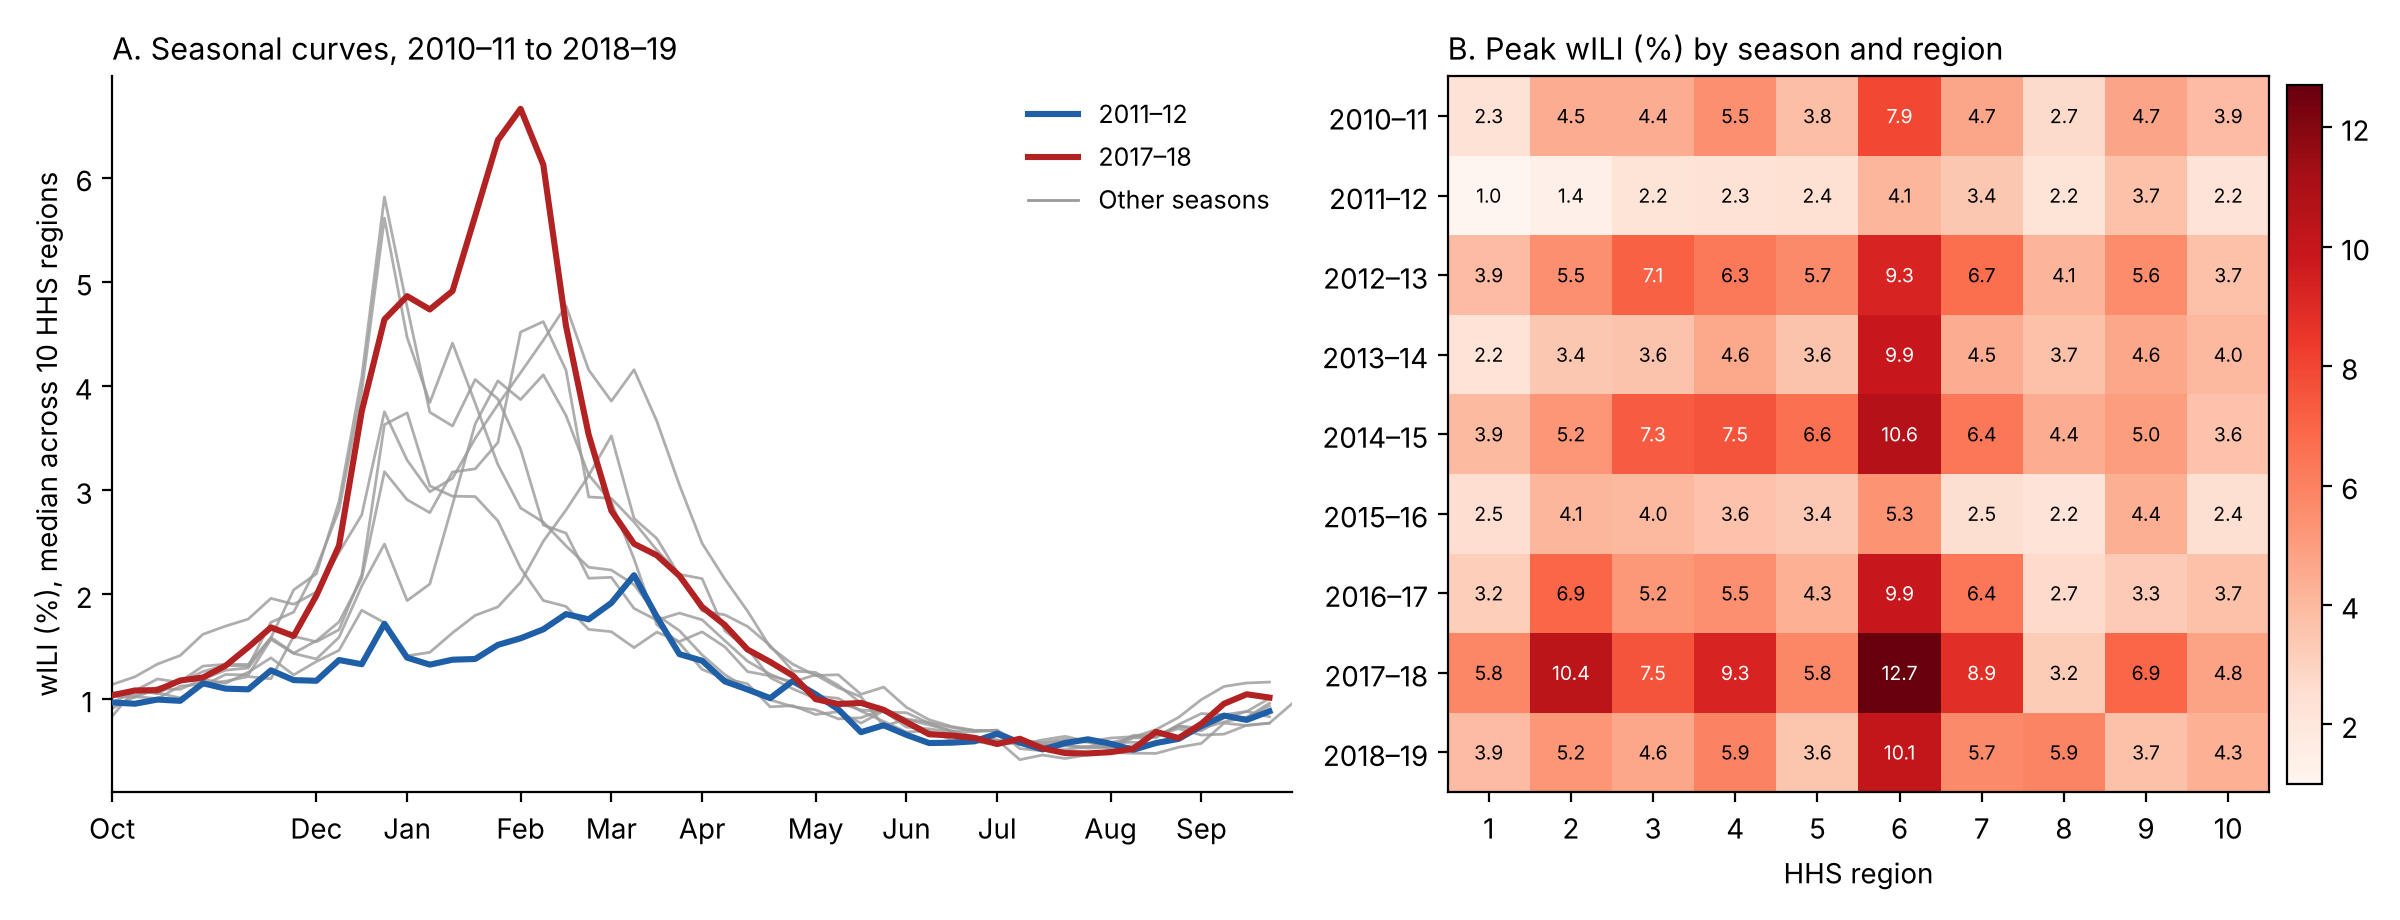 A. Seasonal curves, 2010–11 to 2018–19
wILI (%), median across 10 HHS regions
6
5
4
3
2
1
2011–12
2017–18
Other seasons
Oct Dec Jan Feb Mar Apr May Jun Jul Aug Sep
B. Peak wILI (%) by season and region
2010–11 2.3 4.5 4.4 5.5 3.8 7.9 4.7 2.7 4.7 3.9
2011–12 1.0 1.4 2.2 2.3 2.4 4.1 3.4 2.2 3.7 2.2
2012–13 3.9 5.5 7.1 6.3 5.7 9.3 6.7 4.1 5.6 3.7
2013–14 2.2 3.4 3.6 4.6 3.6 9.9 4.5 3.7 4.6 4.0
2014–15 3.9 5.2 7.3 7.5 6.6 10.6 6.4 4.4 5.0 3.6
2015–16 2.5 4.1 4.0 3.6 3.4 5.3 2.5 2.2 4.4 2.4
2016–17 3.2 6.9 5.2 5.5 4.3 9.9 6.4 2.7 3.3 3.7
2017–18 5.8 10.4 7.5 9.3 5.8 12.7 8.9 3.2 6.9 4.8
2018–19 3.9 5.2 4.6 5.9 3.6 10.1 5.7 5.9 3.7 4.3
1 2 3 4 5 6 7 8 9 10
HHS region
12
10
8
6
4
2